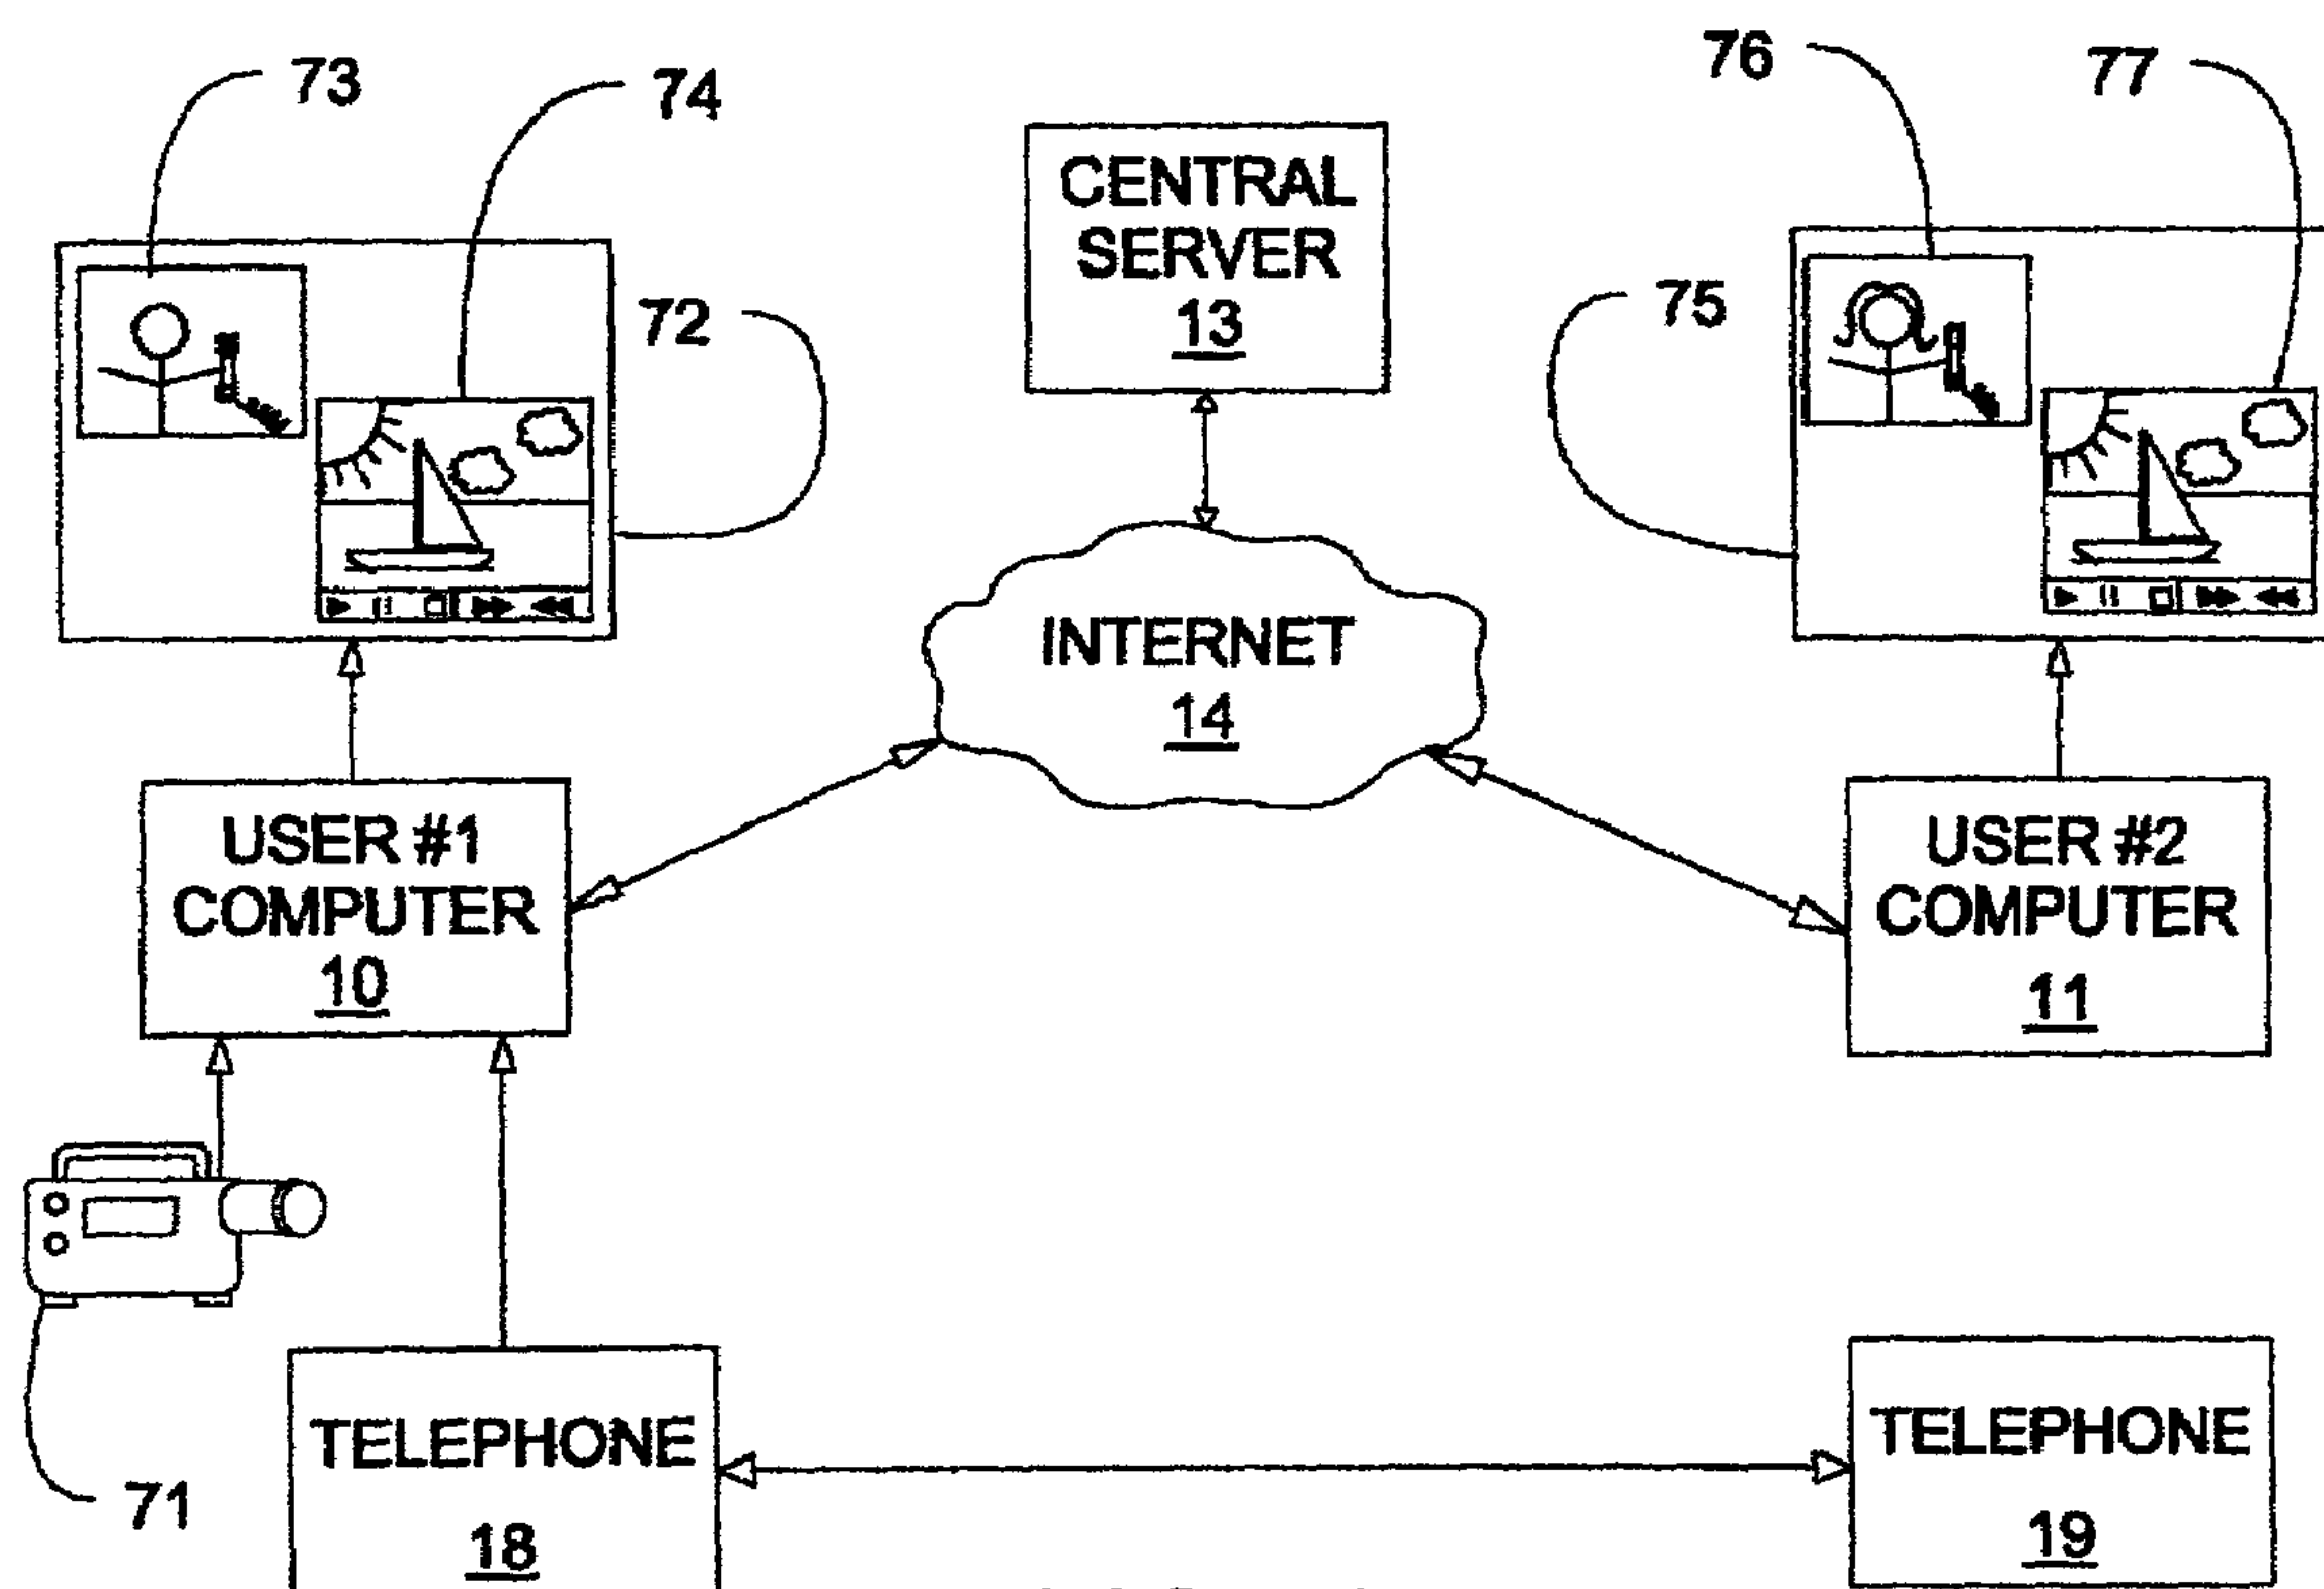 73
74
76
77
CENTRAL
SERVER
13
72
75
INTERNET
14
USER #1
COMPUTER
10
USER #2
COMPUTER
11
71
TELEPHONE
18
TELEPHONE
19